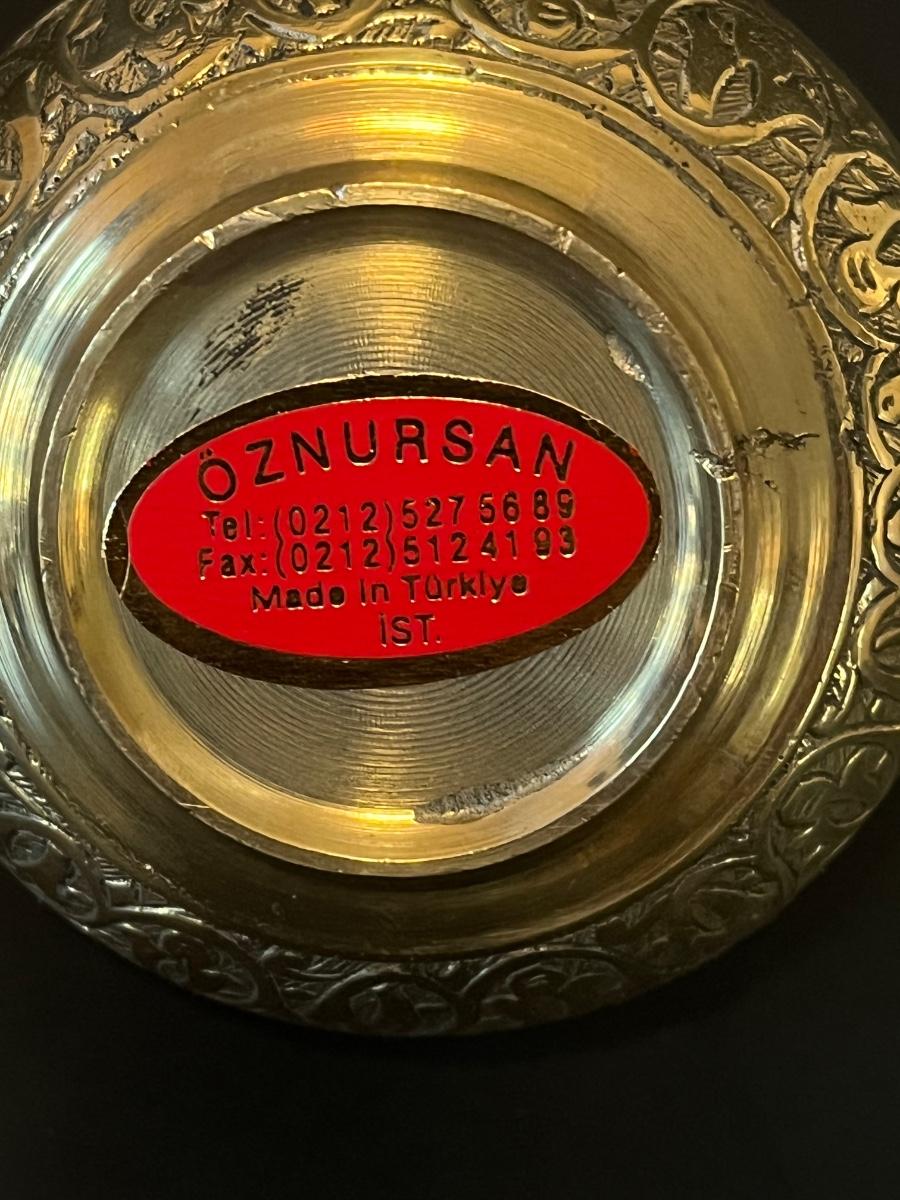 ÖZNURSAN
Tel:(0212)527 56 89
Fax:(0212)512 41 93
Made in Türkiye
İST.